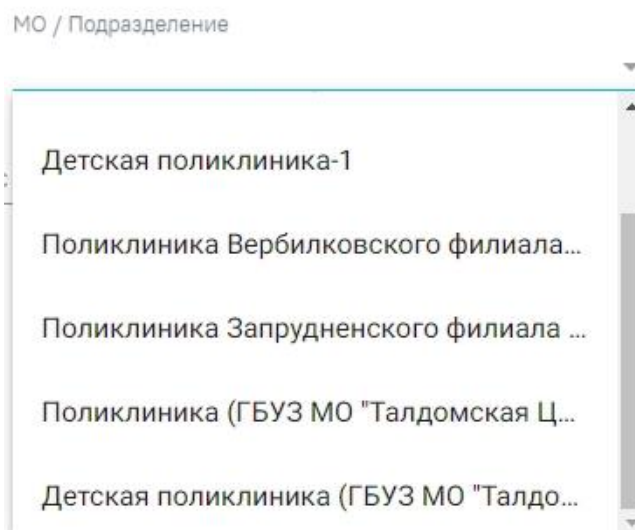 МО / Подразделение
Детская поликлиника-1
Поликлиника Вербилковского филиала...
Поликлиника Запрудненского филиала ...
Поликлиника (ГБУЗ МО "Талдомская Ц...
Детская поликлиника (ГБУЗ МО "Талдо...